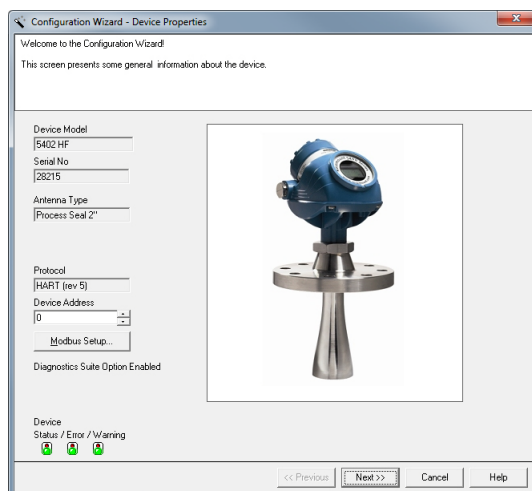 Configuration Wizard - Device Properties
Welcome to the Configuration Wizard!
This screen presents some general information about the device.
Device Model
5402 HF
Serial No
28215
Antenna Type
Process Seal 2"
Protocol
HART (rev 5)
Device Address
0
Modbus Setup...
Diagnostics Suite Option Enabled
Device
Status / Error / Warning
<< Previous
Next >>
Cancel
Help